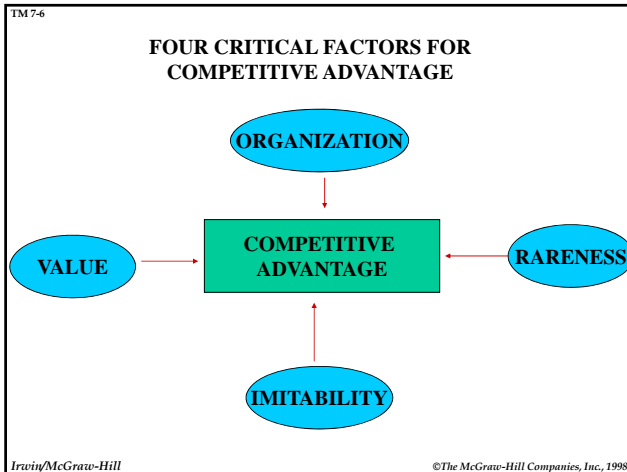 TM 7-6
FOUR CRITICAL FACTORS FOR
COMPETITIVE ADVANTAGE
ORGANIZATION
VALUE
COMPETITIVE
ADVANTAGE
RARENESS
IMITABILITY
Irwin/McGraw-Hill
©The McGraw-Hill Companies, Inc., 1998